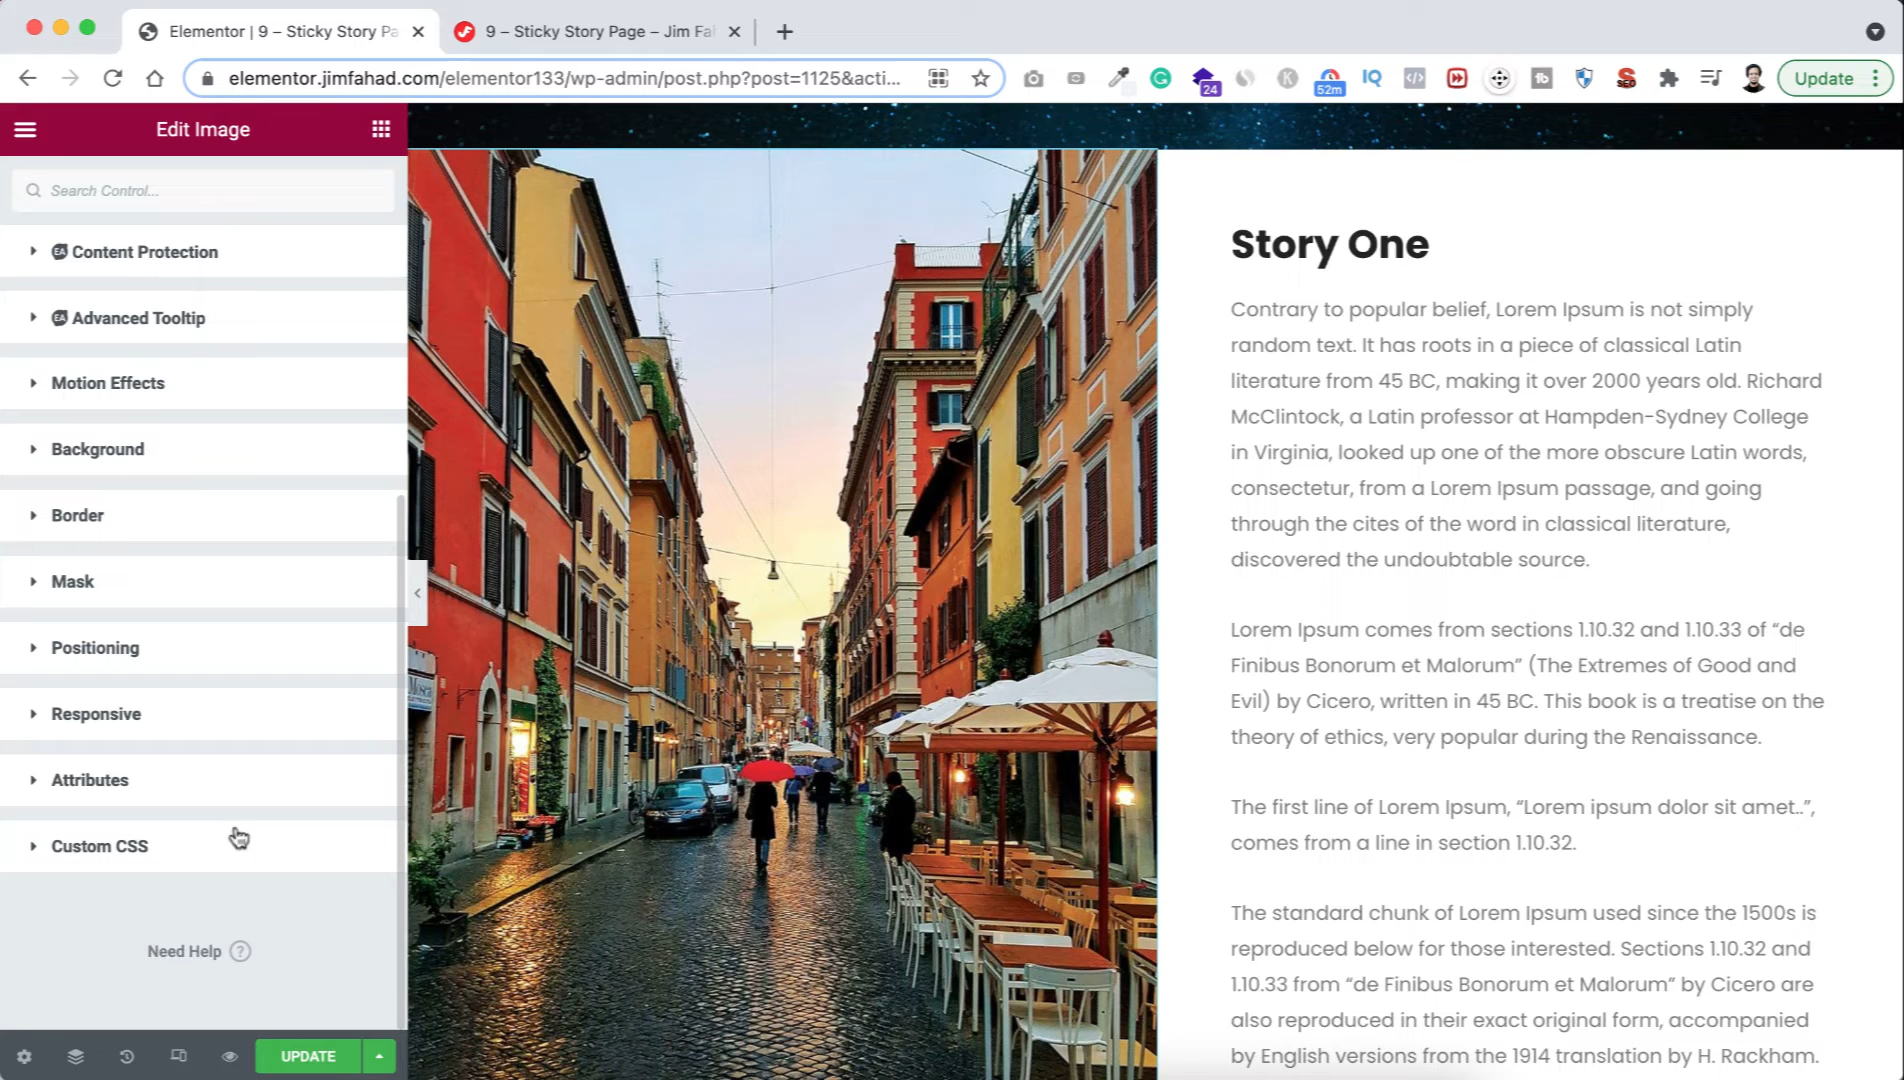 Elementor | 9 – Sticky Story Pa
9 – Sticky Story Page – Jim Fah
elementor.jimfahad.com/elementor133/wp-admin/post.php?post=1125&acti...
24
52m
IQ
SEO
Update
Edit Image
Search Control...
EA Content Protection
EA Advanced Tooltip
Motion Effects
Background
Border
Mask
Positioning
Responsive
Attributes
Custom CSS
Need Help ?
UPDATE
Story One
Contrary to popular belief, Lorem Ipsum is not simply
random text. It has roots in a piece of classical Latin
literature from 45 BC, making it over 2000 years old. Richard
McClintock, a Latin professor at Hampden-Sydney College
in Virginia, looked up one of the more obscure Latin words,
consectetur, from a Lorem Ipsum passage, and going
through the cites of the word in classical literature,
discovered the undoubtable source.
Lorem Ipsum comes from sections 1.10.32 and 1.10.33 of “de
Finibus Bonorum et Malorum” (The Extremes of Good and
Evil) by Cicero, written in 45 BC. This book is a treatise on the
theory of ethics, very popular during the Renaissance.
The first line of Lorem Ipsum, “Lorem ipsum dolor sit amet..”,
comes from a line in section 1.10.32.
The standard chunk of Lorem Ipsum used since the 1500s is
reproduced below for those interested. Sections 1.10.32 and
1.10.33 from “de Finibus Bonorum et Malorum” by Cicero are
also reproduced in their exact original form, accompanied
by English versions from the 1914 translation by H. Rackham.